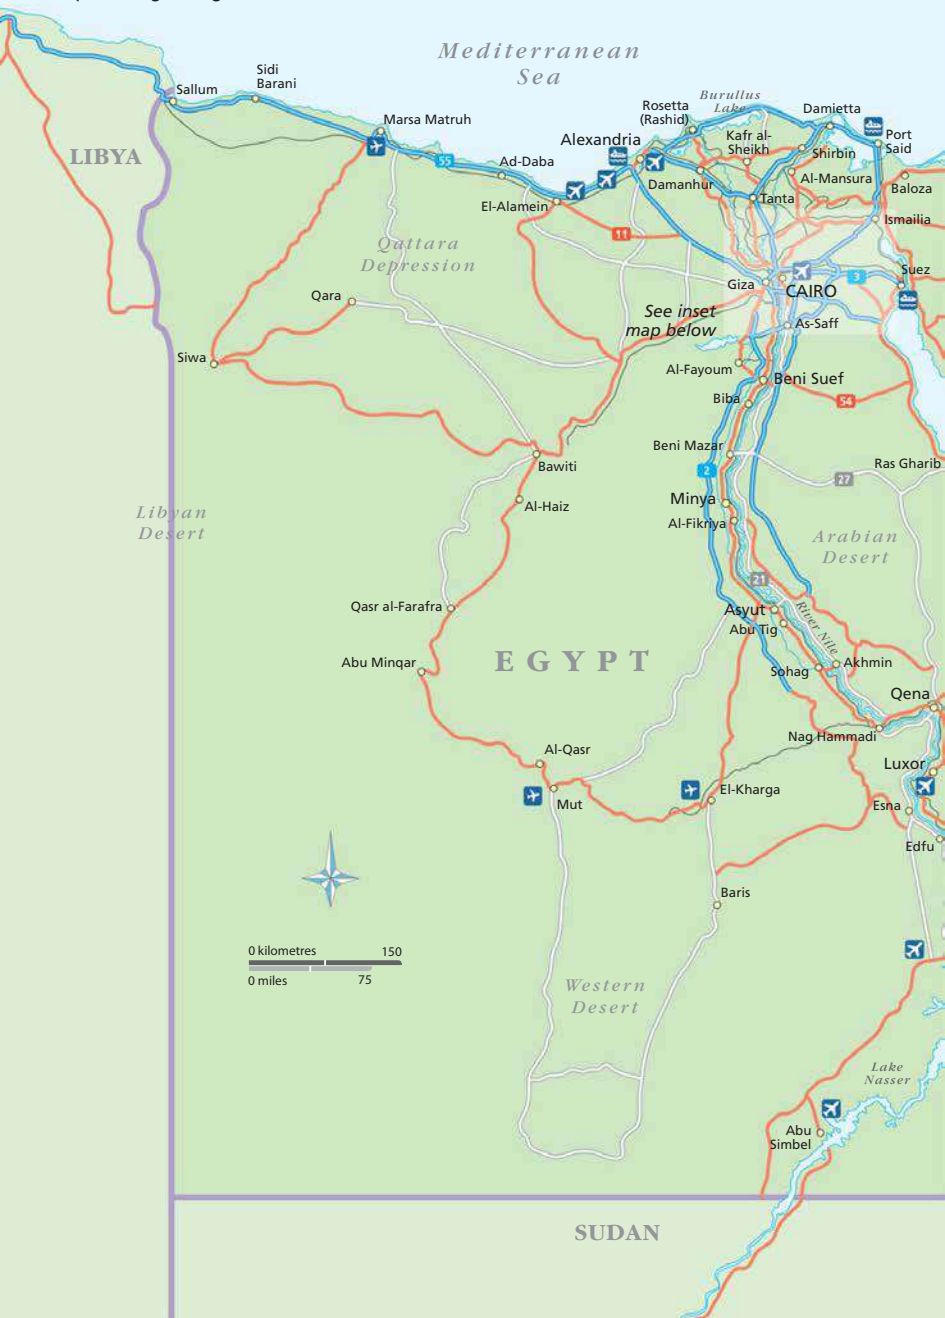 Mediterranean
Sea
Sidi
Barani
Sallum
Marsa Matruh
LIBYA
55
Ad-Daba
El-Alamein
Alexandria
Rosetta
(Rashid)
Burullus
Lake
Damietta
Kafr al-
Sheikh
Port
Said
Shirbin
Damanhur
Al-Mansura
Baloza
Tanta
Ismailia
11
Qattara
Depression
Giza
CAIRO
3
Suez
Qara
See inset
map below
As-Saff
Siwa
Al-Fayoum
Beni Suef
Biba
54
Beni Mazar
Ras Gharib
Bawiti
2
27
Al-Haiz
Minya
Al-Fikriya
Libyan
Desert
Arabian
Desert
21
Qasr al-Farafra
Asyut
Abu Tig
River Nile
EGYPT
Abu Minqar
Sohag
Akhmin
Qena
Nag Hammadi
Al-Qasr
Luxor
Mut
El-Kharga
Esna
Edfu
Baris
0 kilometres 150
0 miles 75
Western
Desert
Lake
Nasser
Abu
Simbel
SUDAN